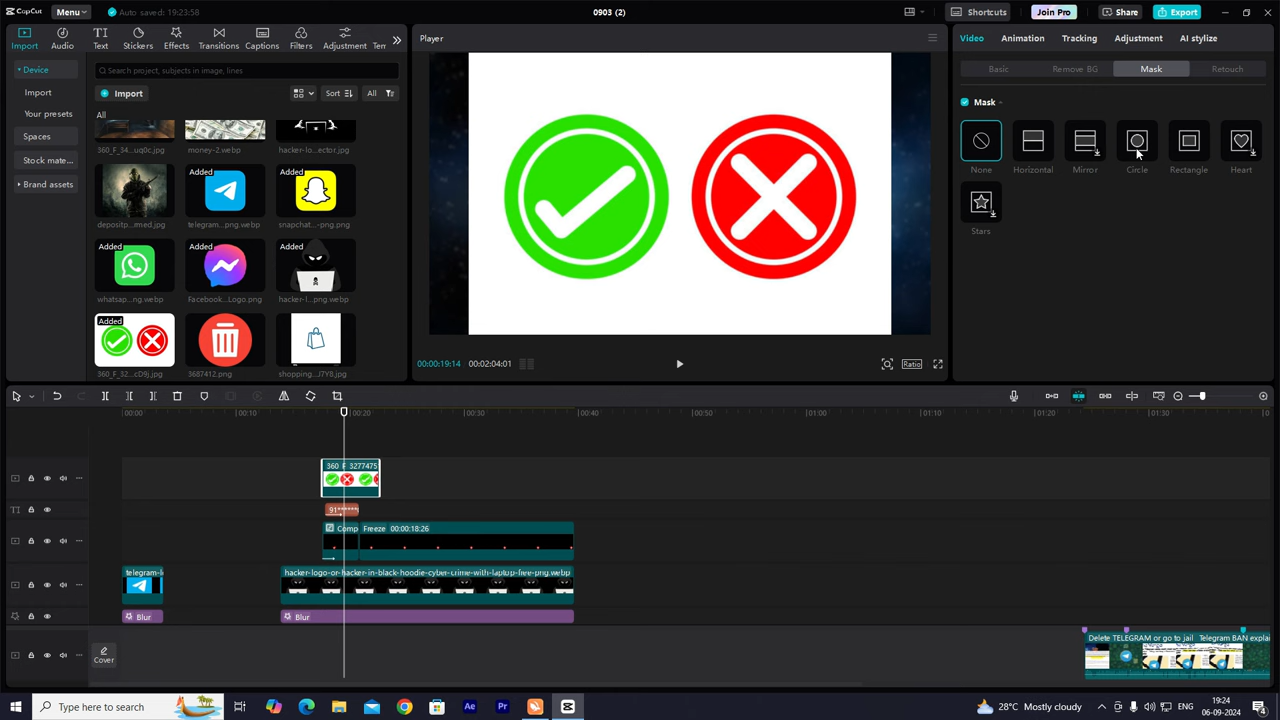 CapCut
Menu
Auto saved: 19:23:58
0903 (2)
Shortcuts
Join Pro
Share
Export
Import
Audio
Text
Stickers
Effects
Transitions
Captions
Filters
Adjustment
Device
Import
Your presets
Spaces
Stock mate...
Brand assets
Search project, subjects in image, lines
Import
Sort
All
All
360_F_34...uq0c.jpg
money-2.webp
hacker-lo...ector.jpg
depositp...med.jpg
Added
telegram...png.webp
snapchat...-png.png
Added
whatsap...ng.webp
Added
Facebook...Logo.png
Added
hacker-l...png.webp
Added
360_F_32...cD9j.jpg
3687412.png
shopping...J7Y8.jpg
Player
00:00:19:14
00:02:04:01
Ratio
Video
Animation
Tracking
Adjustment
AI stylize
Basic
Remove BG
Mask
Retouch
Mask
None
Horizontal
Mirror
Circle
Rectangle
Heart
Stars
00:00
00:10
00:20
00:30
00:40
00:50
01:00
01:10
01:20
01:30
360 F 3277475
91******
Comp
Freeze 00:00:18:26
telegram-l
hacker-logo-or-hacker-in-black-hoodie-cyber-crime-with-laptop-free-png.webp
Blur
Blur
Cover
Delete TELEGRAM or go to jail
Telegram BAN explai
Type here to search
Ae
Pr
28°C Mostly cloudy
ENG
19:24
06-09-2024